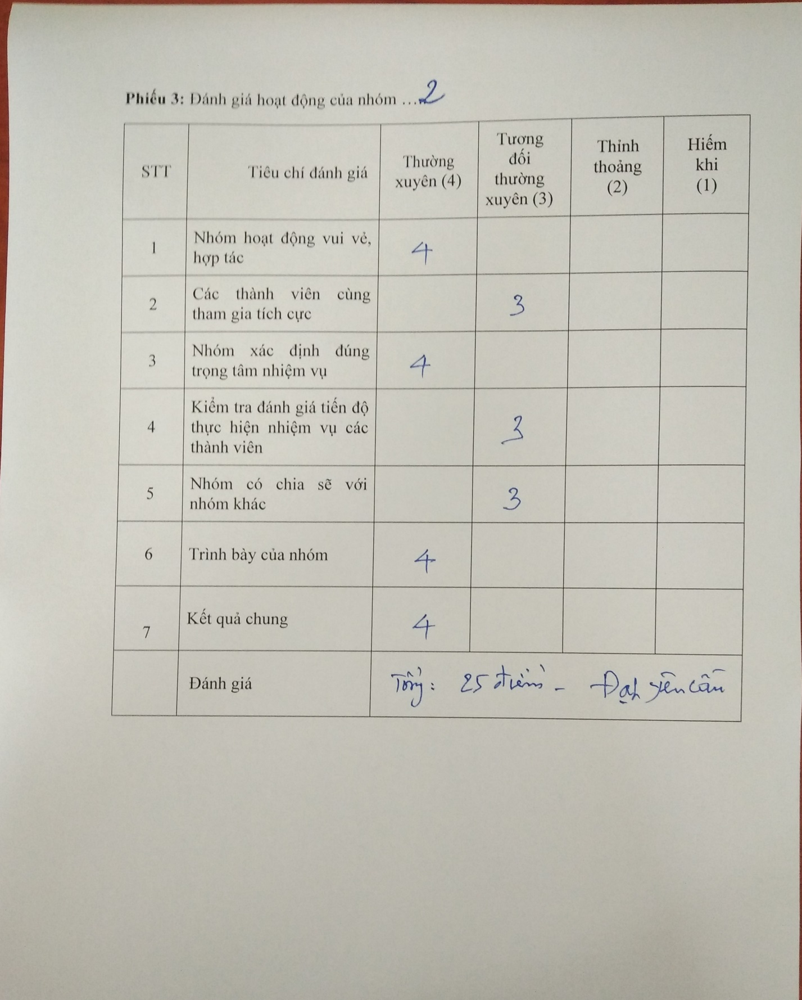 Phiếu 3: Đánh giá hoạt động của nhóm ....2
STT
Tiêu chí đánh giá
Thường
xuyên (4)
Tương
đối
thường
xuyên (3)
Thỉnh
thoảng
(2)
Hiếm
khi
(1)
1
Nhóm hoạt động vui vẻ,
hợp tác
4
2
Các thành viên cùng
tham gia tích cực
3
3
Nhóm xác định đúng
trọng tâm nhiệm vụ
4
4
Kiểm tra đánh giá tiến độ
thực hiện nhiệm vụ các
thành viên
3
5
Nhóm có chia sẽ với
nhóm khác
3
6
Trình bày của nhóm
4
7
Kết quả chung
4
Đánh giá
Tổng: 25 điểm - Đạt yêu cầu